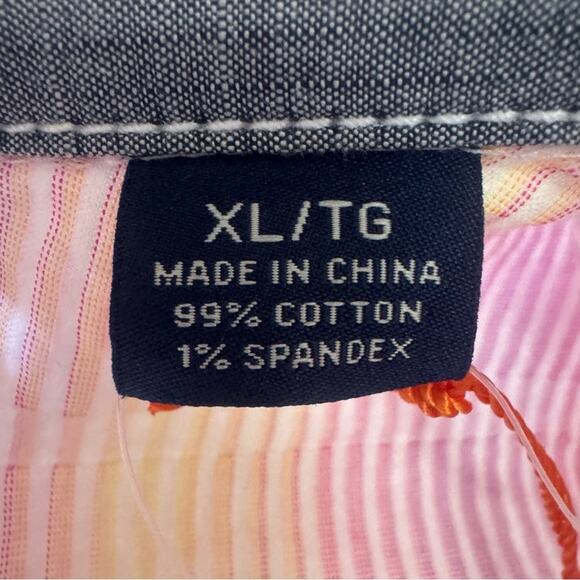 XL/TG
MADE IN CHINA
99% COTTON
1% SPANDEX